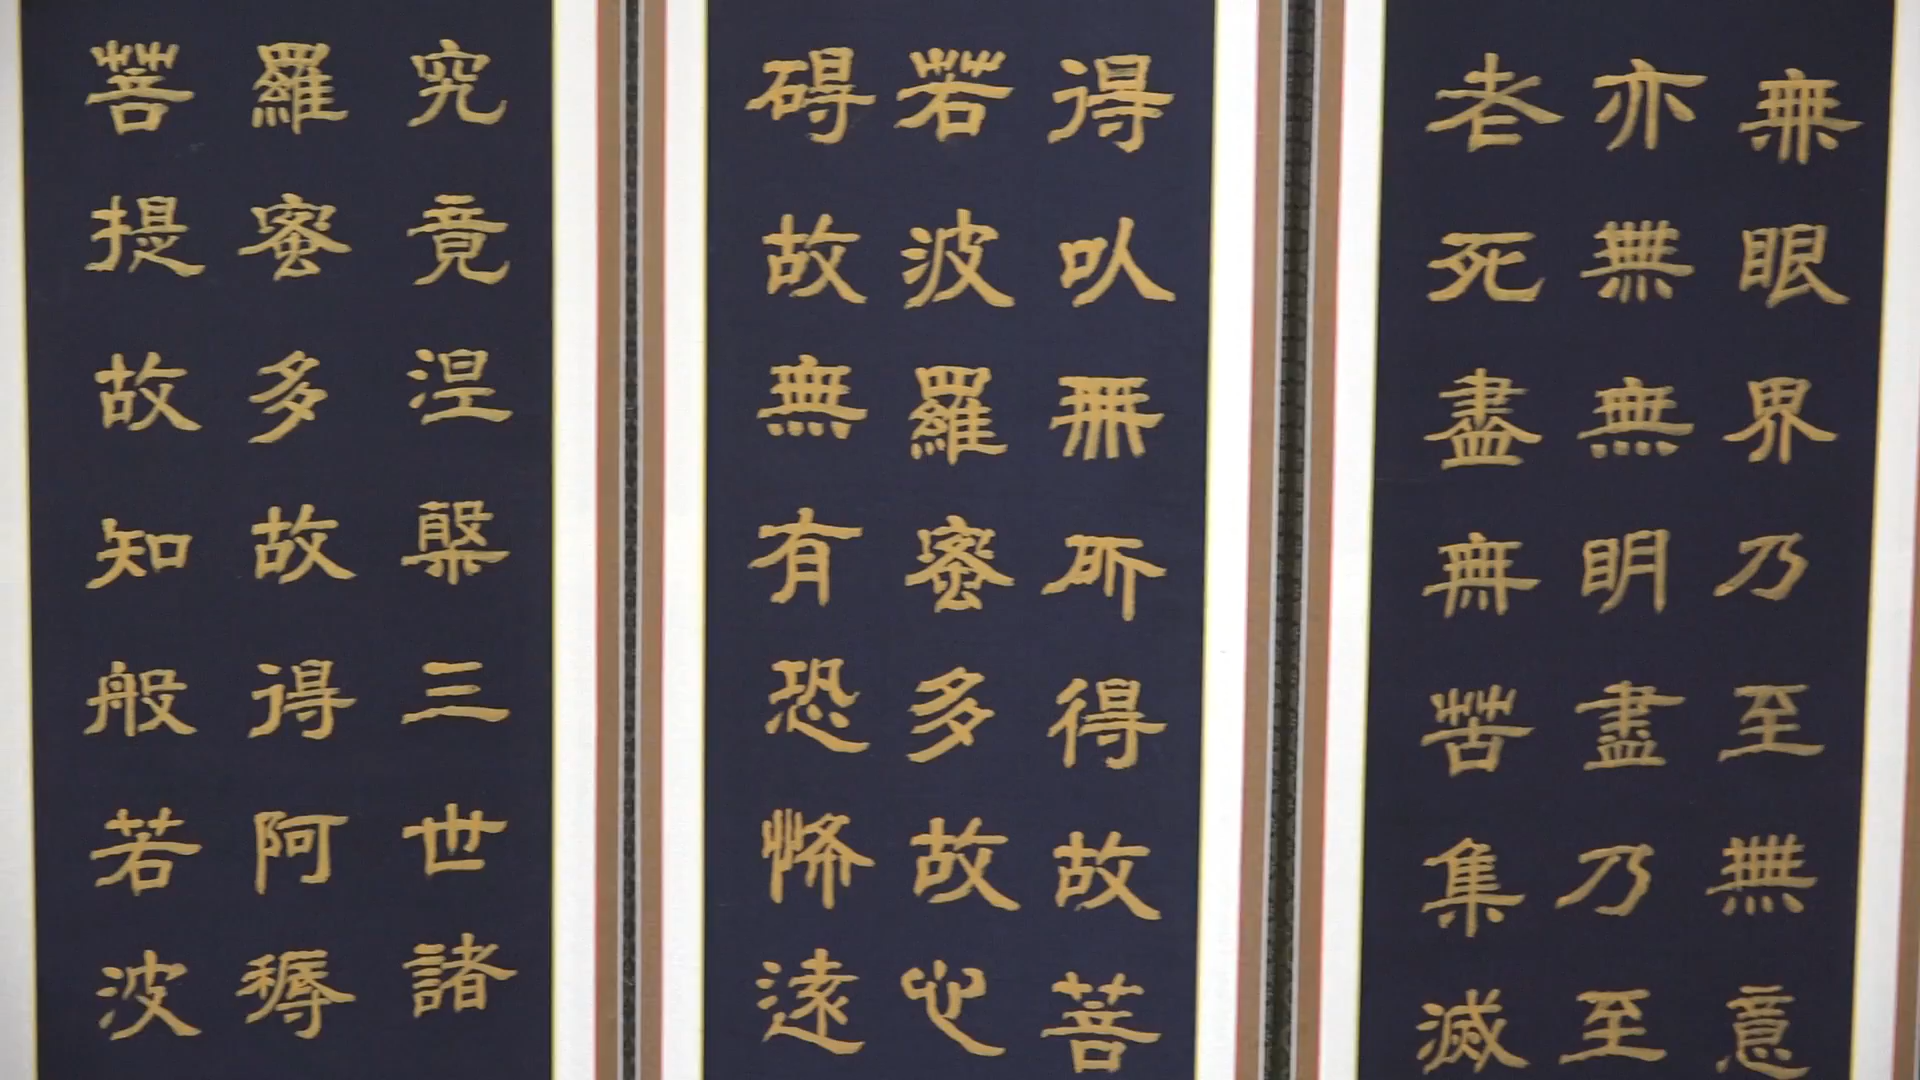 無眼界乃至無意
亦無無明盡乃至
老死盡無苦集滅
得以無所得故菩
若波羅蜜多故心
碍故無有恐怖遠
究竟涅槃三世諸
羅蜜多故得阿耨
菩提故知般若波